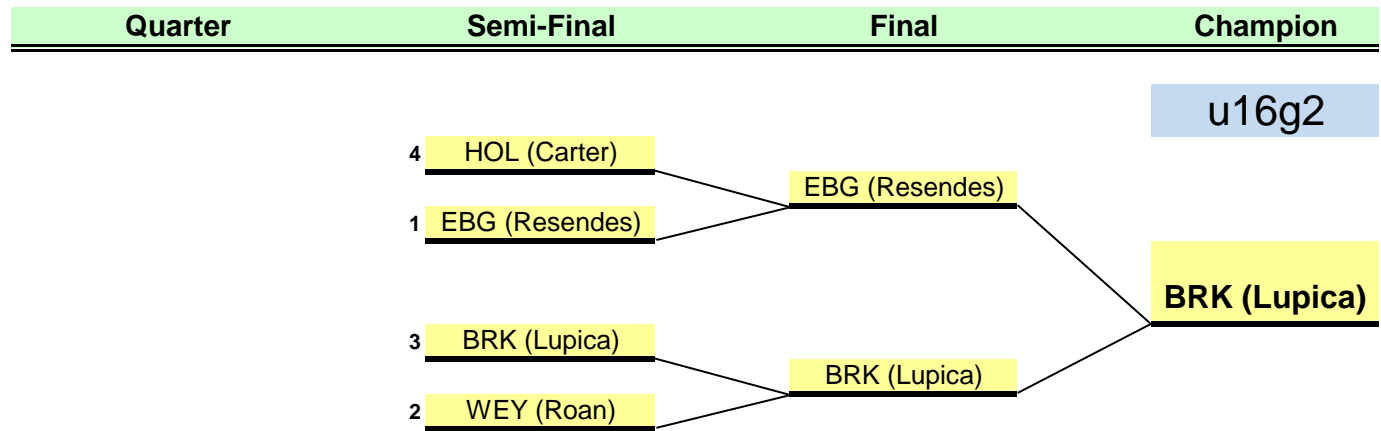 Quarter Semi-Final Final Champion
u16g2
4 HOL (Carter)
EBG (Resendes)
1 EBG (Resendes)
BRK (Lupica)
3 BRK (Lupica)
BRK (Lupica)
2 WEY (Roan)